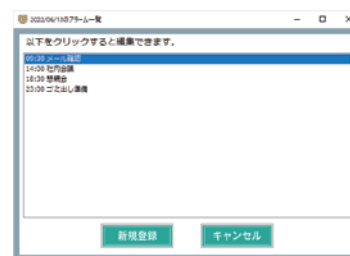 2022/06/13のアラーム一覧
以下をクリックすると編集できます。
09:30 メール確認
14:00 社内会議
18:30 懇親会
23:00 ゴミ出し準備
新規登録
キャンセル